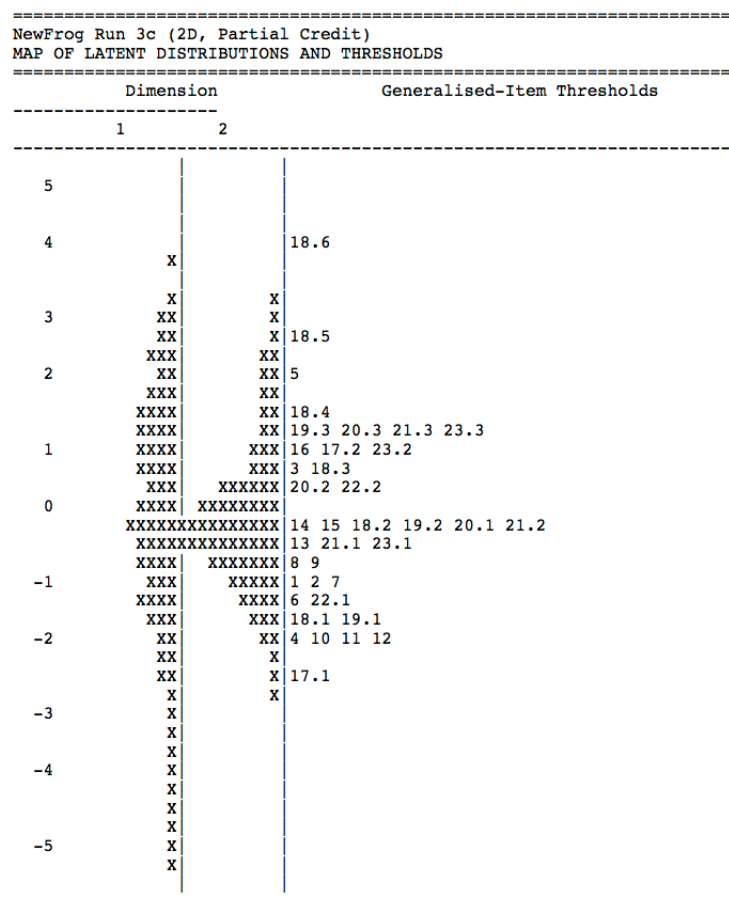 NewFrog Run 3c (2D, Partial Credit)
MAP OF LATENT DISTRIBUTIONS AND THRESHOLDS
Dimension Generalised-Item Thresholds
1 2
5
4 18.6
X
X X
3 XX X
XX X 18.5
XXX XX
2 XX XX 5
XXX XX
XXXX XX 18.4
XXXX XX 19.3 20.3 21.3 23.3
1 XXXX XXX 16 17.2 23.2
XXXX XXX 3 18.3
XXX XXXXXX 20.2 22.2
0 XXXX XXXXXXXX
XXXXXXXXXXXXXXX 14 15 18.2 19.2 20.1 21.2
XXXXXXXXXXXXXX 13 21.1 23.1
XXXX XXXXXXX 8 9
-1 XXX XXXXX 1 2 7
XXXX XXXX 6 22.1
XXX XXX 18.1 19.1
-2 XX XX 4 10 11 12
XX X
XX X 17.1
X X
-3 X
X
X
-4 X
X
X
X
-5 X
X